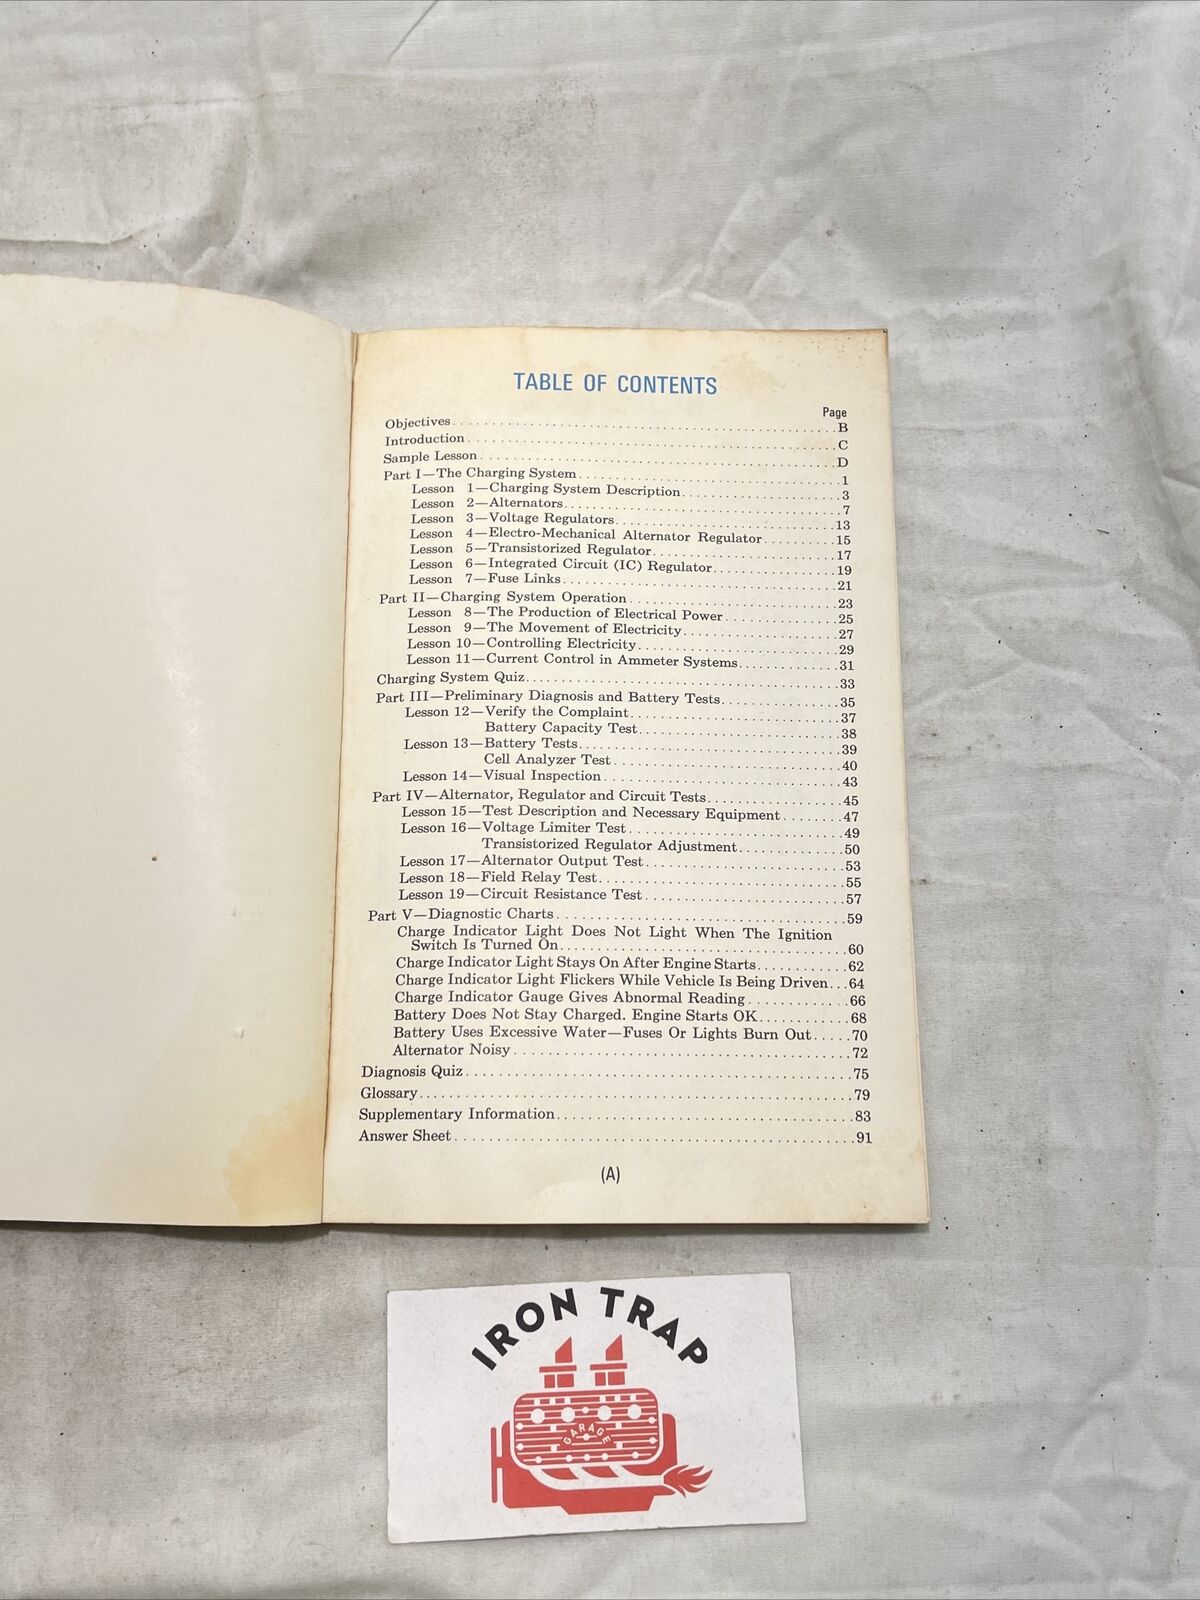 TABLE OF CONTENTS
Page
Objectives........................................................B
Introduction......................................................C
Sample Lesson.....................................................D
Part I—The Charging System........................................1
Lesson 1—Charging System Description..............................3
Lesson 2—Alternators..............................................7
Lesson 3—Voltage Regulators.......................................13
Lesson 4—Electro-Mechanical Alternator Regulator..........15
Lesson 5—Transistorized Regulator.................................17
Lesson 6—Integrated Circuit (IC) Regulator........................19
Lesson 7—Fuse Links...............................................21
Part II—Charging System Operation.................................23
Lesson 8—The Production of Electrical Power.......................25
Lesson 9—The Movement of Electricity..............................27
Lesson 10—Controlling Electricity.................................29
Lesson 11—Current Control in Ammeter Systems......................31
Charging System Quiz..............................................33
Part III—Preliminary Diagnosis and Battery Tests..................35
Lesson 12—Verify the Complaint....................................37
Battery Capacity Test.............................................38
Lesson 13—Battery Tests...........................................39
Cell Analyzer Test................................................40
Lesson 14—Visual Inspection.......................................43
Part IV—Alternator, Regulator and Circuit Tests...................45
Lesson 15—Test Description and Necessary Equipment........47
Lesson 16—Voltage Limiter Test....................................49
Transistorized Regulator Adjustment...............................50
Lesson 17—Alternator Output Test..................................53
Lesson 18—Field Relay Test........................................55
Lesson 19—Circuit Resistance Test.................................57
Part V—Diagnostic Charts..........................................59
Charge Indicator Light Does Not Light When The Ignition
Switch Is Turned On...............................................60
Charge Indicator Light Stays On After Engine Starts...........62
Charge Indicator Light Flickers While Vehicle Is Being Driven...64
Charge Indicator Gauge Gives Abnormal Reading.............66
Battery Does Not Stay Charged. Engine Starts OK...........68
Battery Uses Excessive Water—Fuses Or Lights Burn Out.....70
Alternator Noisy..................................................72
Diagnosis Quiz....................................................75
Glossary..........................................................79
Supplementary Information.........................................83
Answer Sheet......................................................91
(A)
IRON TRAP
GARAGE